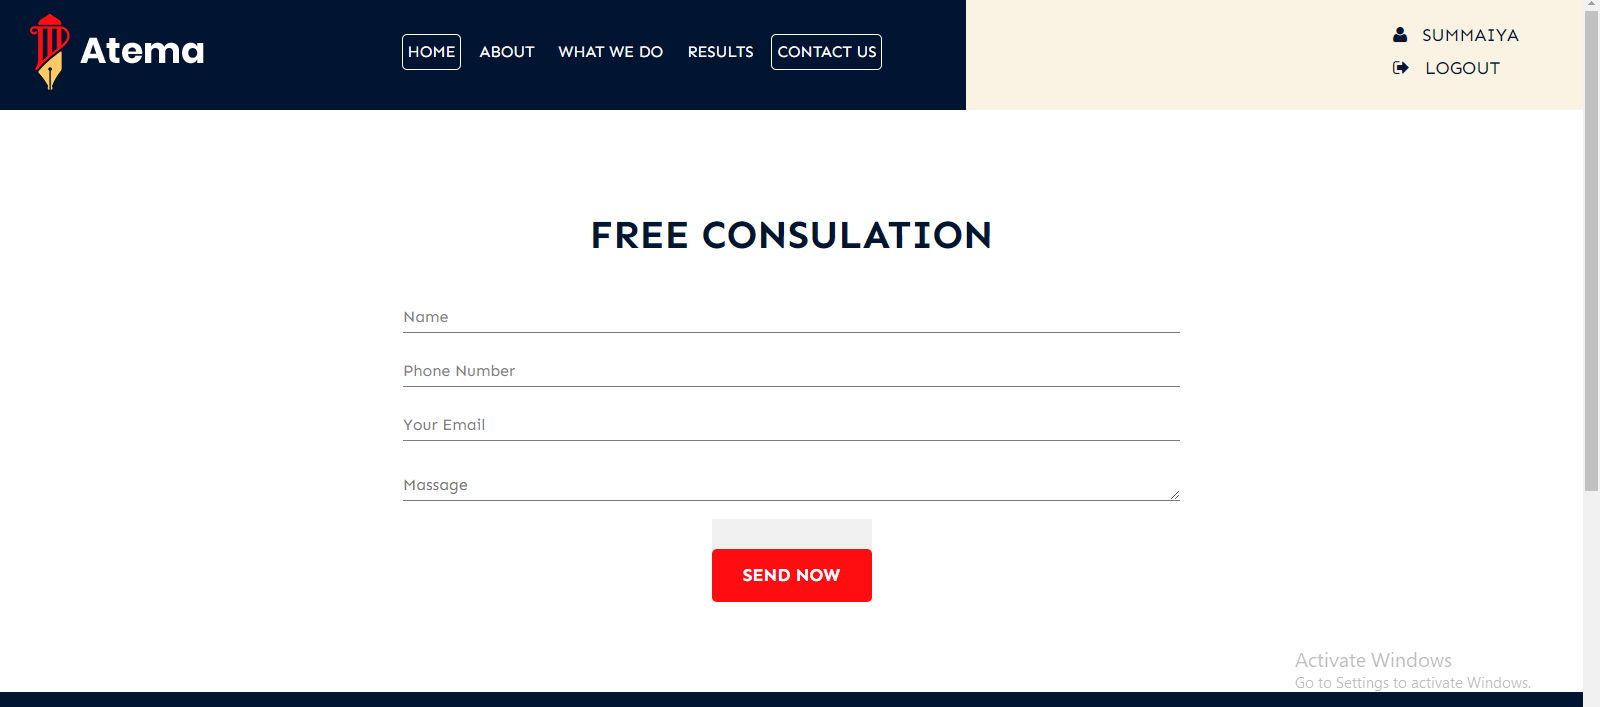 Atema
HOME ABOUT WHAT WE DO RESULTS CONTACT US
SUMMAIYA
LOGOUT
FREE CONSULATION
Name
Phone Number
Your Email
Massage
SEND NOW
Activate Windows
Go to Settings to activate Windows.